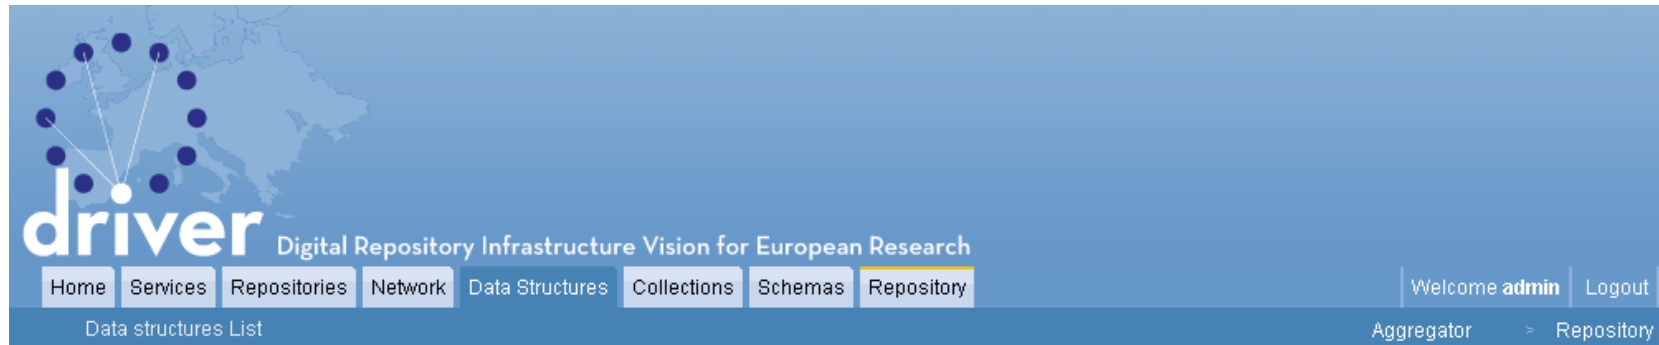 driver Digital Repository Infrastructure Vision for European Research
Home Services Repositories Network Data Structures Collections Schemas Repository Welcome admin Logout
Data structures List Aggregator > Repository